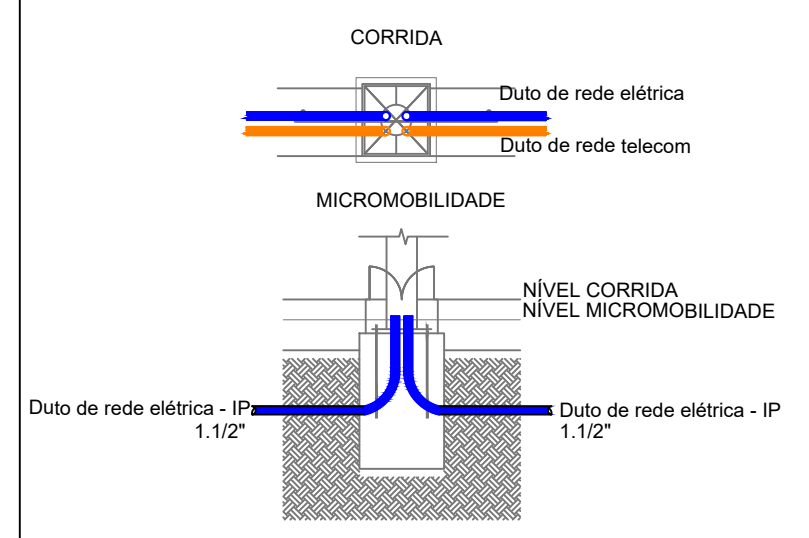 CORRIDA
Duto de rede elétrica
Duto de rede telecom
MICROMOBILIDADE
NÍVEL CORRIDA
NÍVEL MICROMOBILIDADE
Duto de rede elétrica - IP
1.1/2"
Duto de rede elétrica - IP
1.1/2"